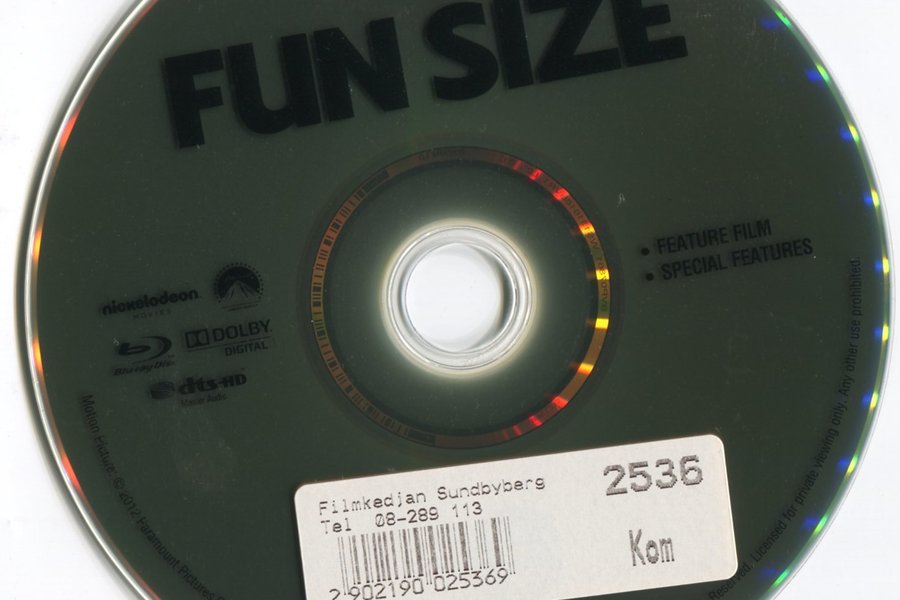 FUN SIZE
• FEATURE FILM
• SPECIAL FEATURES
nickelodeon
MOVIES
Blu-ray Disc
DOLBY
DIGITAL
dts-HD
Master Audio
Motion Picture: © 2012 Paramount Pictures
Reserved. Licensed for private viewing only. Any other use prohibited.
Filmkedjan Sundbyberg
Tel 08-289 113
2536
Kom
2 902190 025369